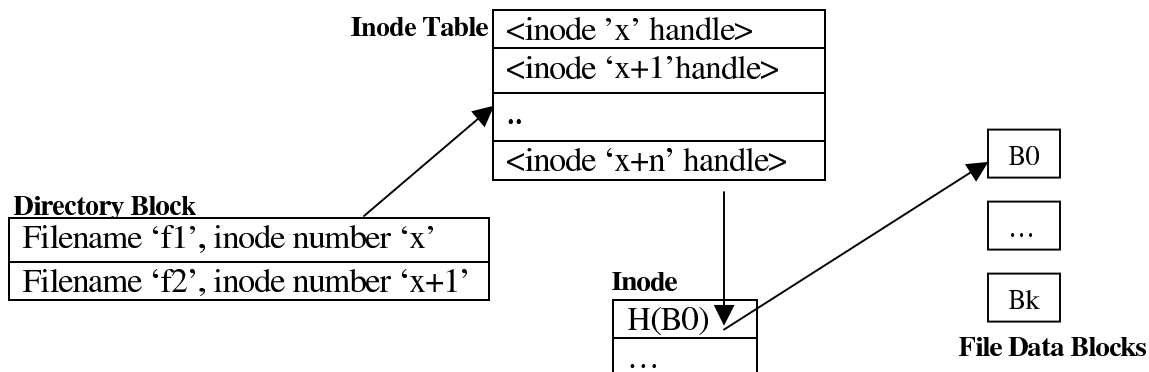 Inode Table
<inode ’x’ handle>
<inode ‘x+1’handle>
..
<inode ‘x+n’ handle>
Directory Block
Filename ‘f1’, inode number ‘x’
Filename ‘f2’, inode number ‘x+1’
Inode
H(B0)
…
B0
…
Bk
File Data Blocks